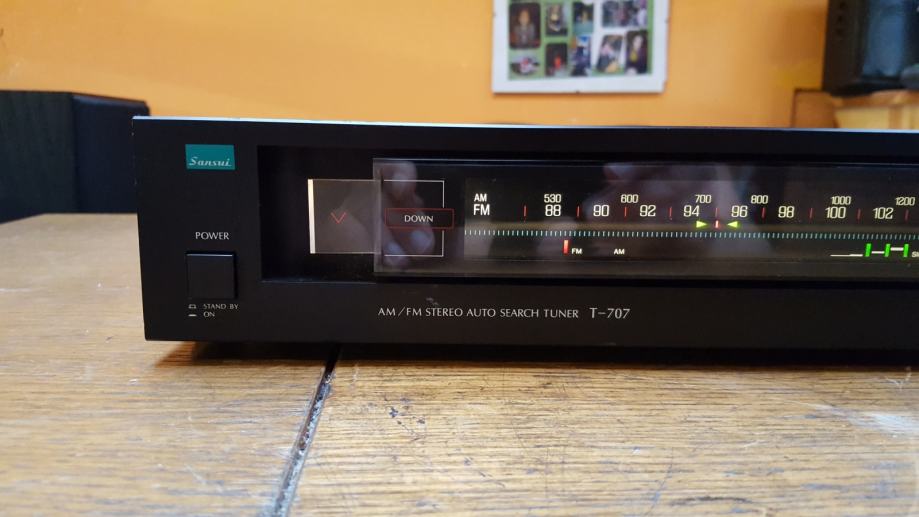 Sansui
POWER
STAND BY
ON
DOWN
AM 530 600 700 800 1000 1200
FM 88 90 92 94 96 98 100 102
FM AM
AM/FM STEREO AUTO SEARCH TUNER T-707